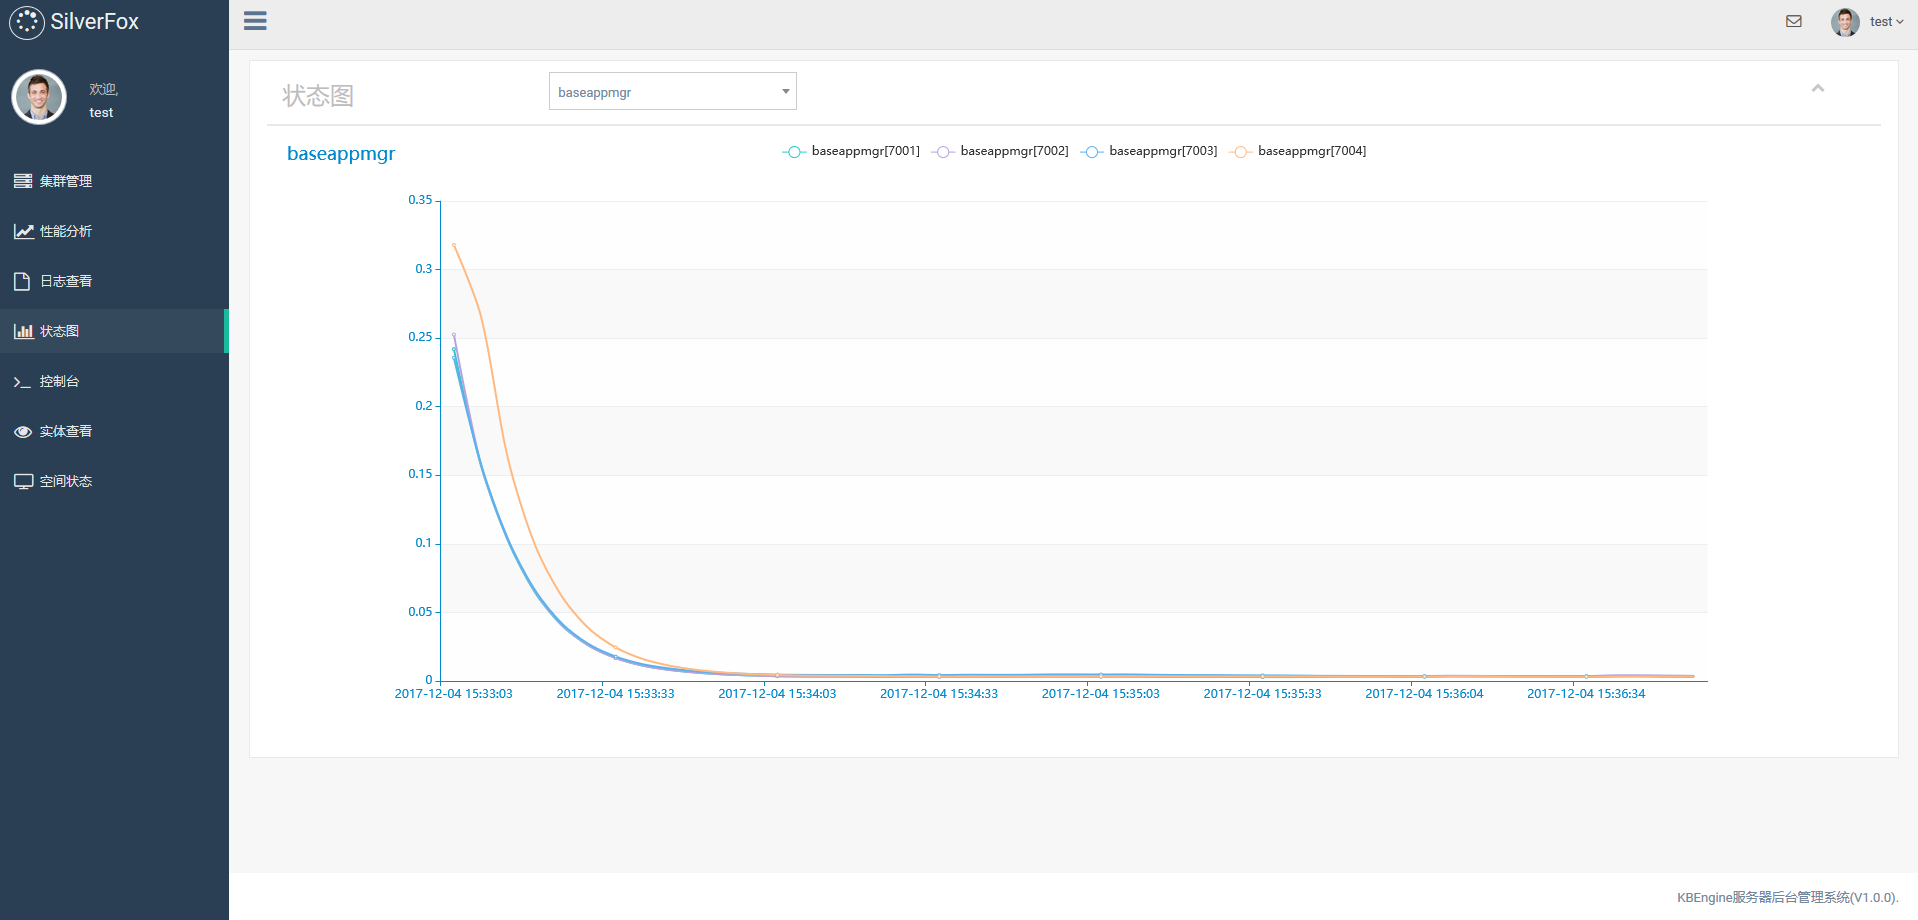 SilverFox
test
欢迎,
test
集群管理
性能分析
日志查看
状态图
控制台
实体查看
空间状态
状态图
baseappmgr
baseappmgr
baseappmgr[7001] baseappmgr[7002] baseappmgr[7003] baseappmgr[7004]
0.35
0.3
0.25
0.2
0.15
0.1
0.05
0
2017-12-04 15:33:03 2017-12-04 15:33:33 2017-12-04 15:34:03 2017-12-04 15:34:33 2017-12-04 15:35:03 2017-12-04 15:35:33 2017-12-04 15:36:04 2017-12-04 15:36:34
KBEngine服务器后台管理系统(V1.0.0).